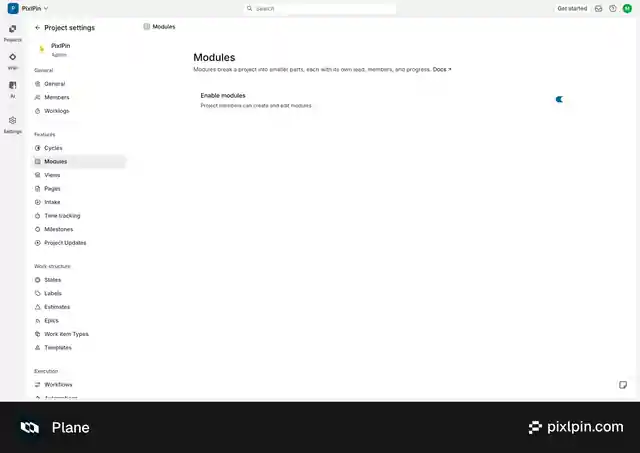 P PixlPin
Search
Get started
M
Projects
Wiki
AI
Settings
Project settings
PixlPin
Admin
General
General
Members
Worklogs
Features
Cycles
Modules
Views
Pages
Intake
Time tracking
Milestones
Project Updates
Work structure
States
Labels
Estimates
Epics
Work item Types
Templates
Execution
Workflows
Automations
Modules
Modules
Modules break a project into smaller parts, each with its own lead, members, and progress. Docs
Enable modules
Project members can create and edit modules.
Plane
pixlpin.com